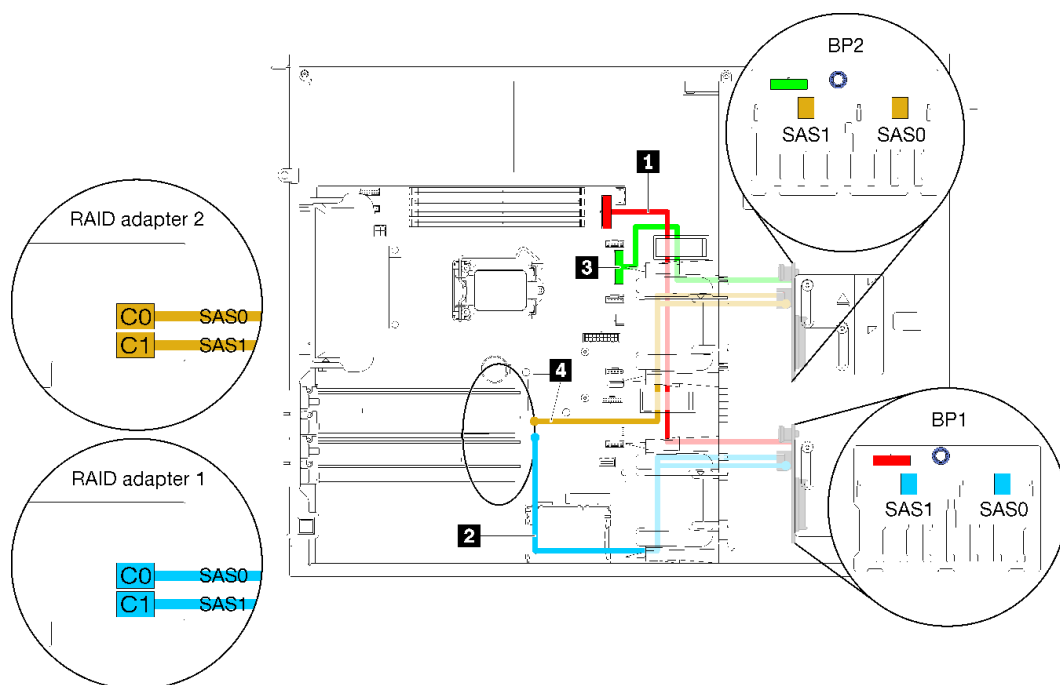 BP2
SAS1
SAS0
1
RAID adapter 2
3
C0
SAS0
C1
SAS1
4
BP1
RAID adapter 1
SAS1
SAS0
2
C0
SAS0
C1
SAS1